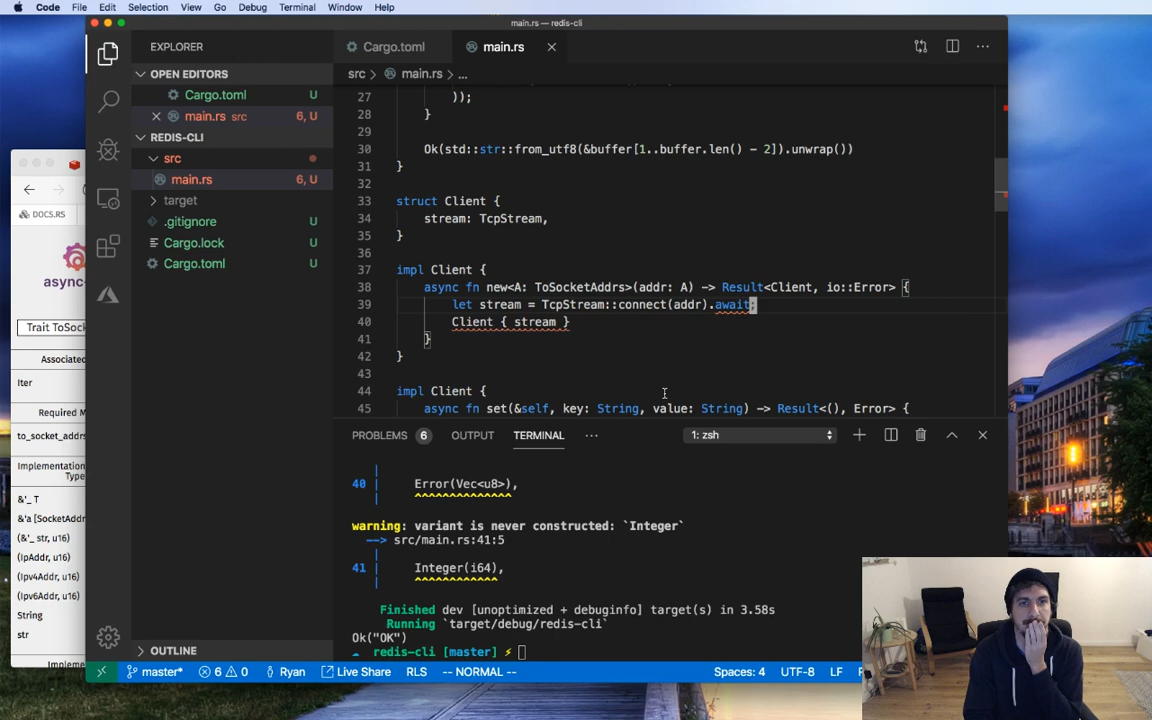 Code File Edit Selection View Go Debug Terminal Window Help
main.rs — redis-cli
EXPLORER
OPEN EDITORS
Cargo.toml U
main.rs src 6, U
REDIS-CLI
src
main.rs 6, U
target
.gitignore U
Cargo.lock U
Cargo.toml U
OUTLINE
Cargo.toml main.rs
src > main.rs > ...
27 ));
28 }
29
30 Ok(std::str::from_utf8(&buffer[1..buffer.len() - 2]).unwrap())
31 }
32
33 struct Client {
34 stream: TcpStream,
35 }
36
37 impl Client {
38 async fn new<A: ToSocketAddrs>(addr: A) -> Result<Client, io::Error> {
39 let stream = TcpStream::connect(addr).await;
40 Client { stream }
41 }
42 }
43
44 impl Client {
45 async fn set(&self, key: String, value: String) -> Result<(), Error> {
PROBLEMS 6 OUTPUT TERMINAL ... 1: zsh
|
40 | Error(Vec<u8>),
| ^^^^^^^^^^^^^^
warning: variant is never constructed: `Integer`
--> src/main.rs:41:5
|
41 | Integer(i64),
| ^^^^^^^^^^^^
Finished dev [unoptimized + debuginfo] target(s) in 3.58s
Running `target/debug/redis-cli`
Ok("OK")
redis-cli [master] ⚡
master* 6 0 Ryan Live Share RLS -- NORMAL -- Spaces: 4 UTF-8 LF
DOCS.RS
async-
Trait ToSock
Associated
Iter
Required M
to_socket_addrs
Implementation
Type
&'_ T
&'a [SocketAddr
(&'_ str, u16)
(IpAddr, u16)
(Ipv4Addr, u16)
(Ipv6Addr, u16)
String
str
Impleme